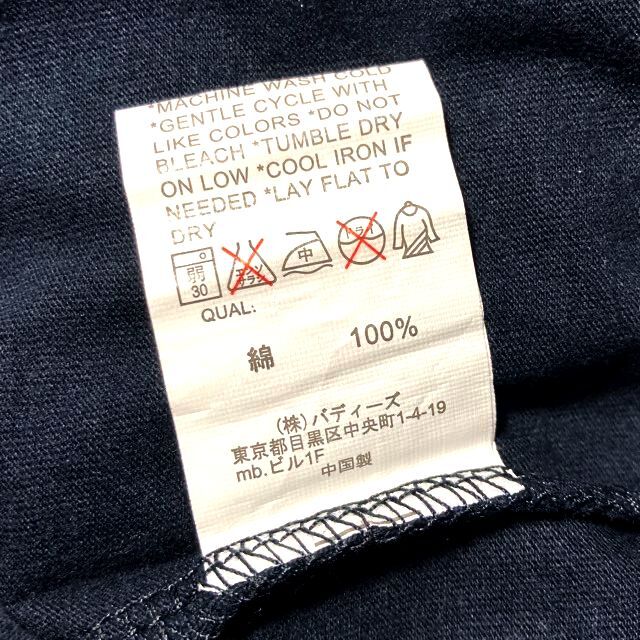 *MACHINE WASH COLD
*GENTLE CYCLE WITH
LIKE COLORS *DO NOT
BLEACH *TUMBLE DRY
ON LOW *COOL IRON IF
NEEDED *LAY FLAT TO
DRY
弱
30
中
QUAL:
綿 100%
(株) バディーズ
東京都目黒区中央町1-4-19
mb.ビル1F 中国製